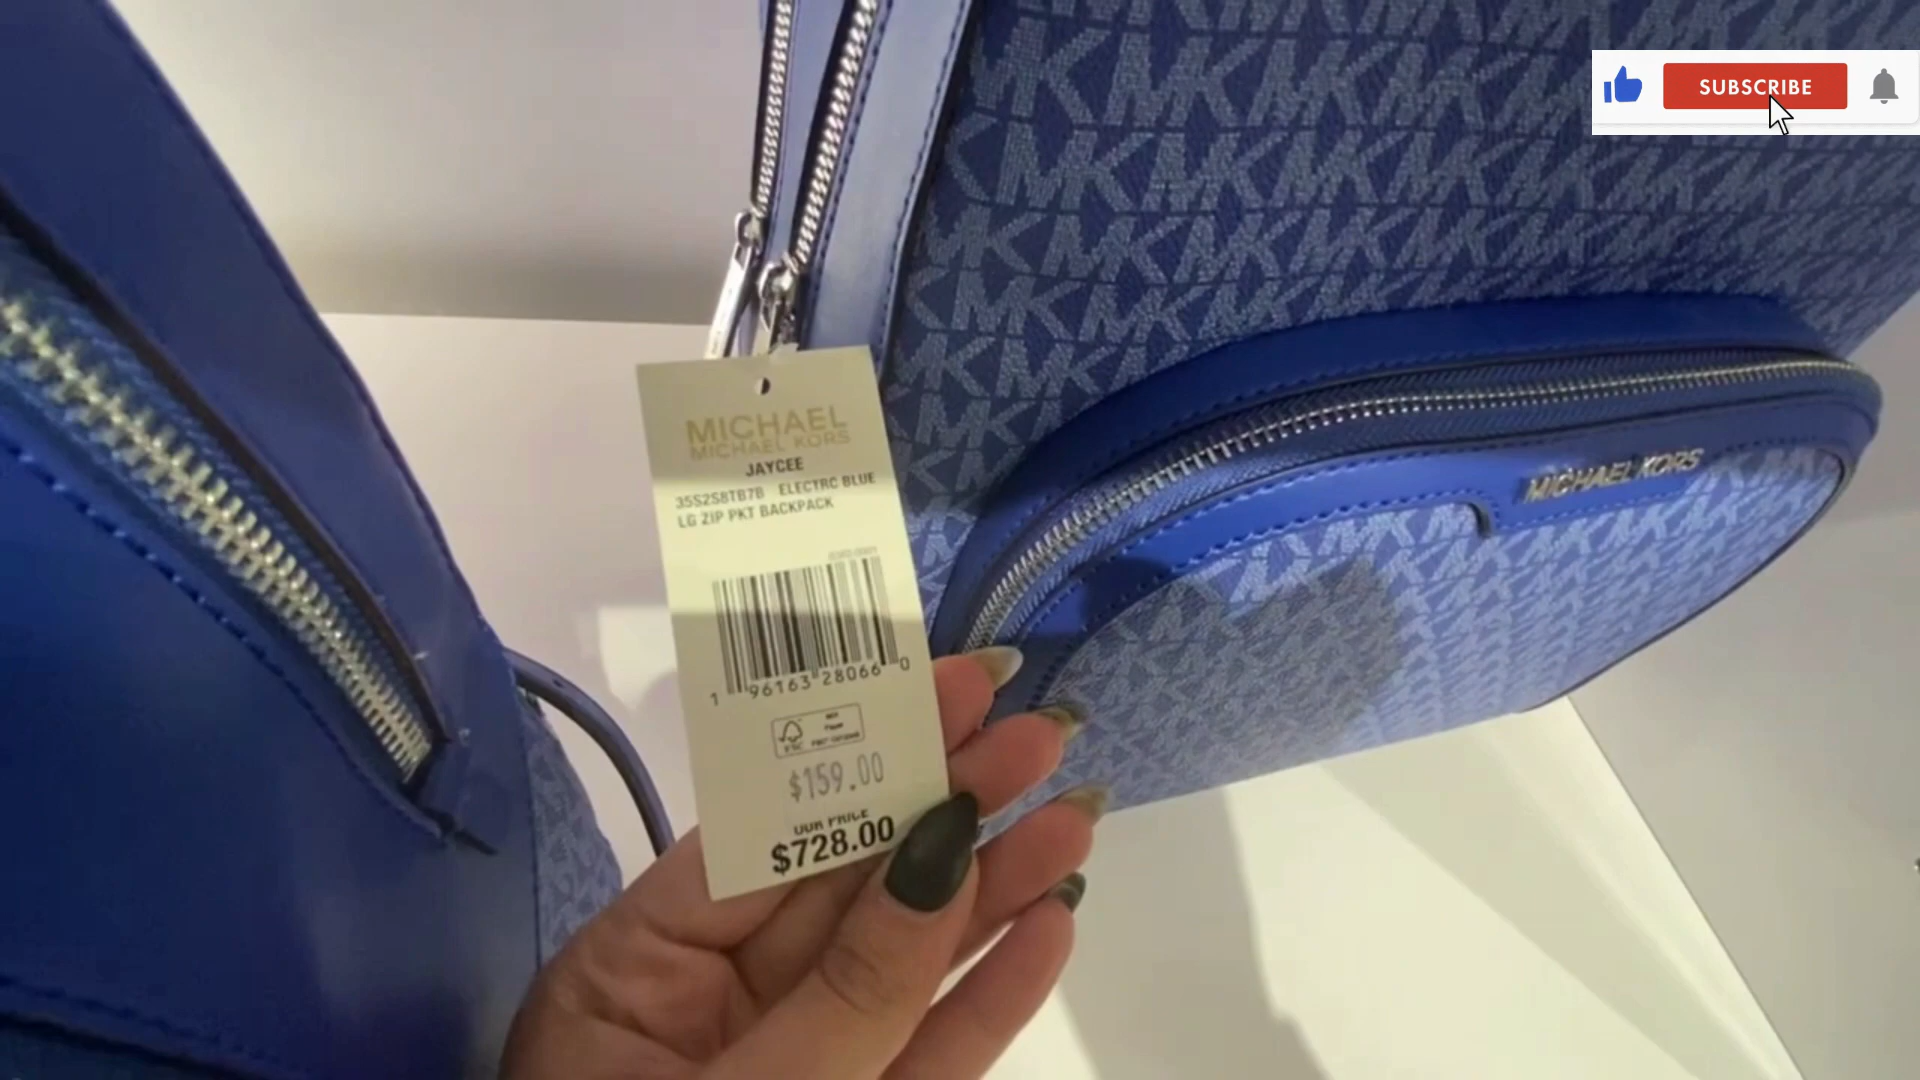 SUBSCRIBE
MICHAEL
MICHAEL KORS
JAYCEE
35S2S8TB7B ELECTRC BLUE
LG ZIP PKT BACKPACK
1 96163 28066 0
FSC
$159.00
OUR PRICE
$728.00
MICHAEL KORS